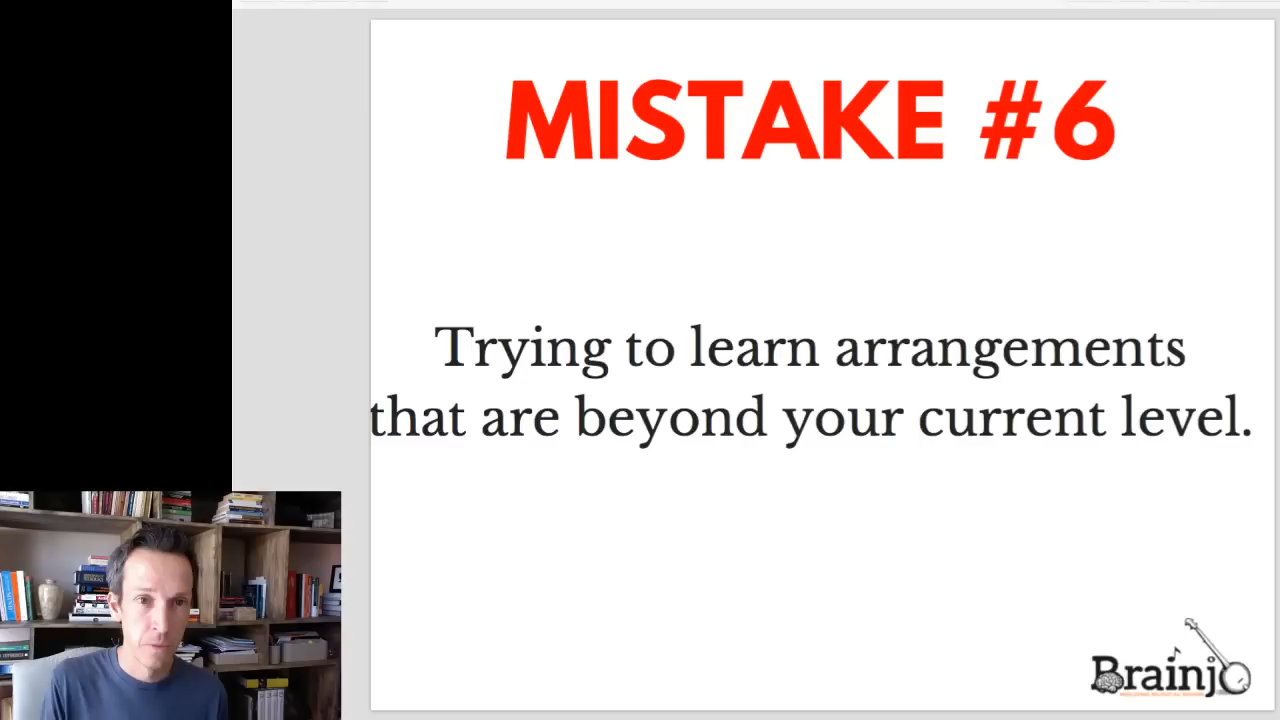 MISTAKE #6
Trying to learn arrangements
that are beyond your current level.
Brainjo